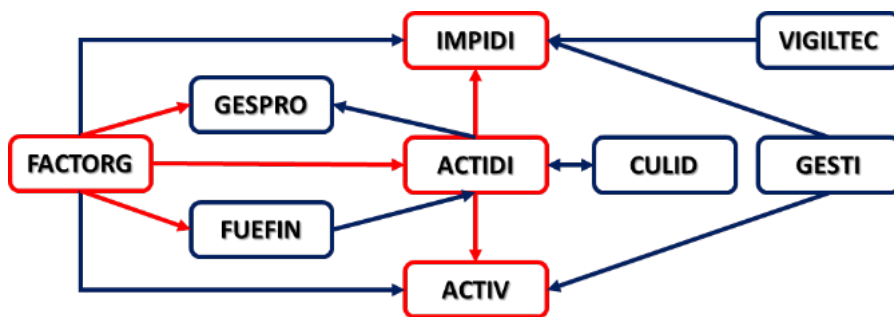 IMPIDI
VIGILTEC
GESPRO
FACTORG
ACTIDI
CULID
GESTI
FUEFIN
ACTIV